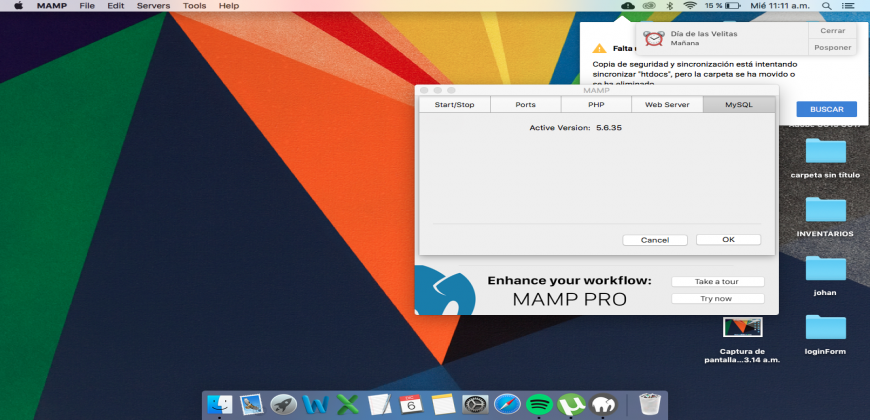 MAMP File Edit Servers Tools Help
15 % Mié 11:11 a.m.
Día de las Velitas
Mañana
Cerrar
Posponer
Falta
Copia de seguridad y sincronización está intentando
sincronizar "htdocs", pero la carpeta se ha movido o
se ha eliminado
BUSCAR
MAMP
Start/Stop Ports PHP Web Server MySQL
Active Version: 5.6.35
Cancel OK
Enhance your workflow:
MAMP PRO
Take a tour
Try now
carpeta sin título
INVENTARIOS
johan
loginForm
Captura de
pantalla...3.14 a.m.
6